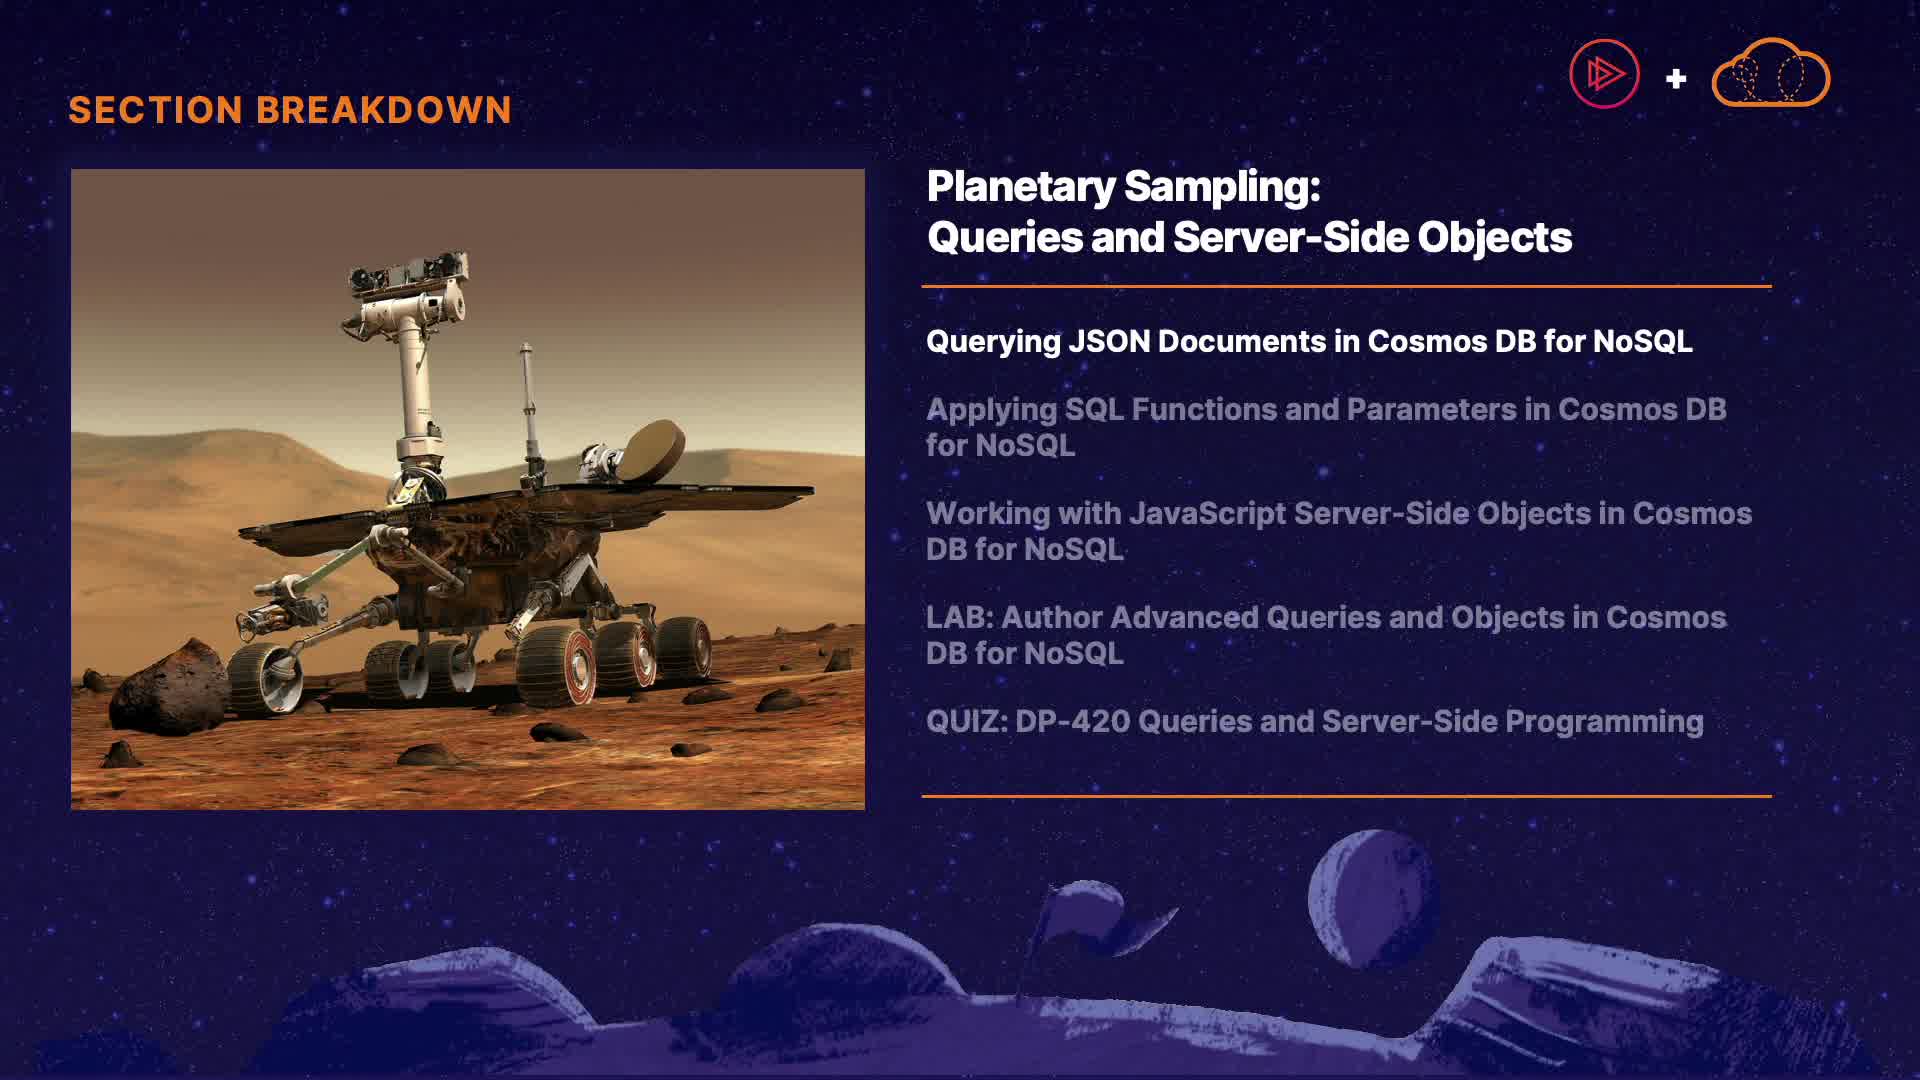 SECTION BREAKDOWN
+
Planetary Sampling:
Queries and Server-Side Objects
Querying JSON Documents in Cosmos DB for NoSQL
Applying SQL Functions and Parameters in Cosmos DB
for NoSQL
Working with JavaScript Server-Side Objects in Cosmos
DB for NoSQL
LAB: Author Advanced Queries and Objects in Cosmos
DB for NoSQL
QUIZ: DP-420 Queries and Server-Side Programming